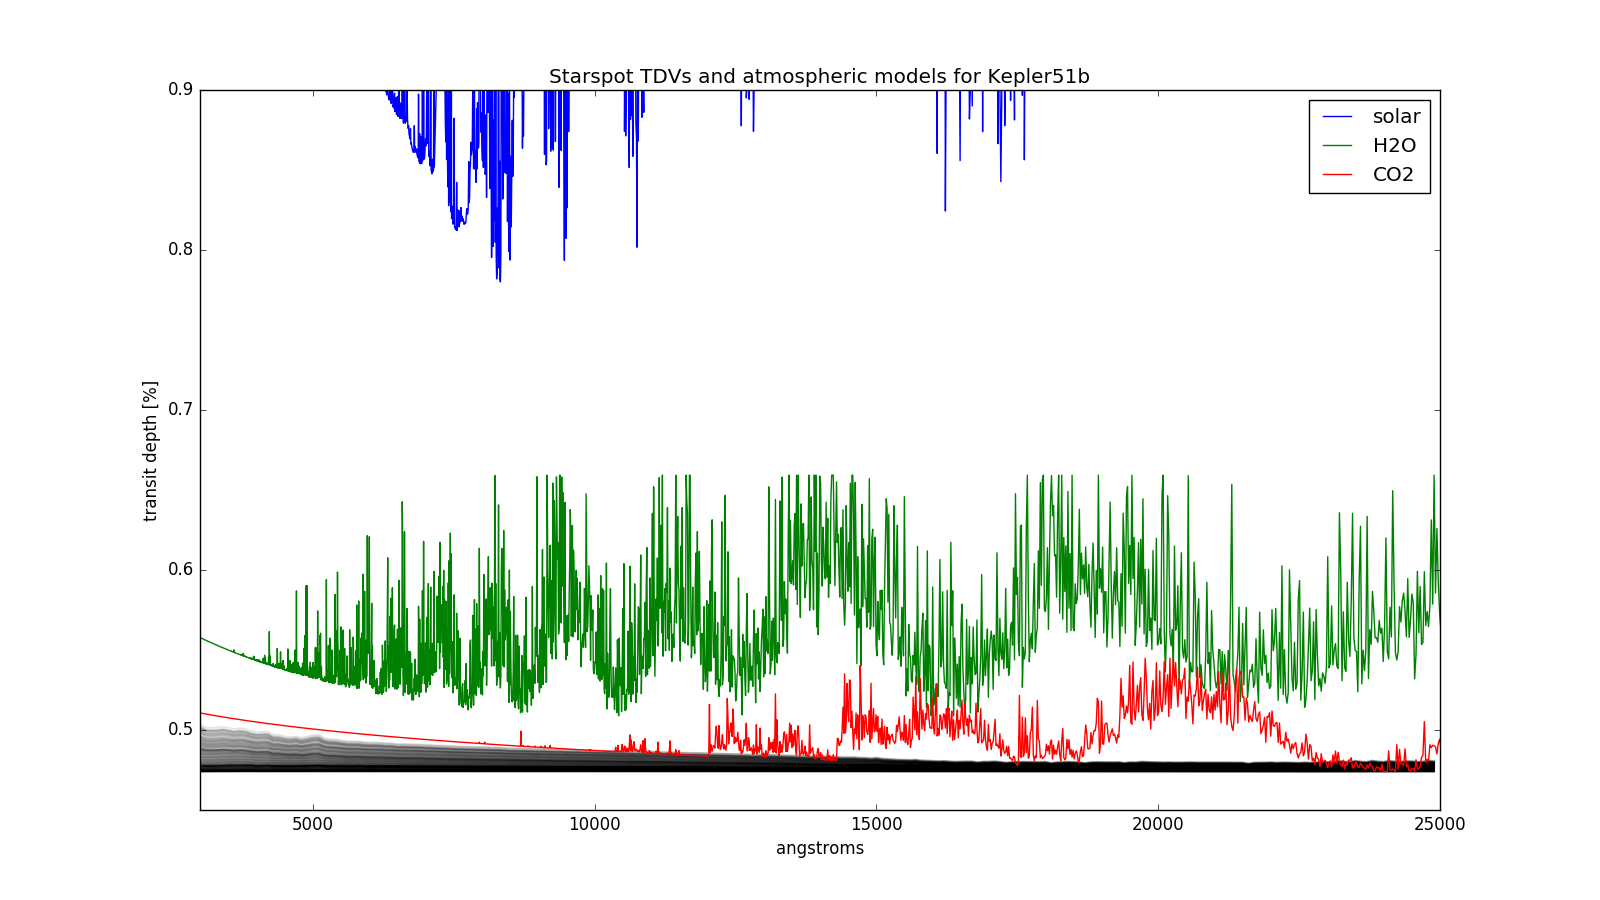 Starspot TDVs and atmospheric models for Kepler51b
0.9
0.8
0.7
0.6
0.5
transit depth [%]
solar
H2O
CO2
5000
10000
15000
20000
25000
angstroms